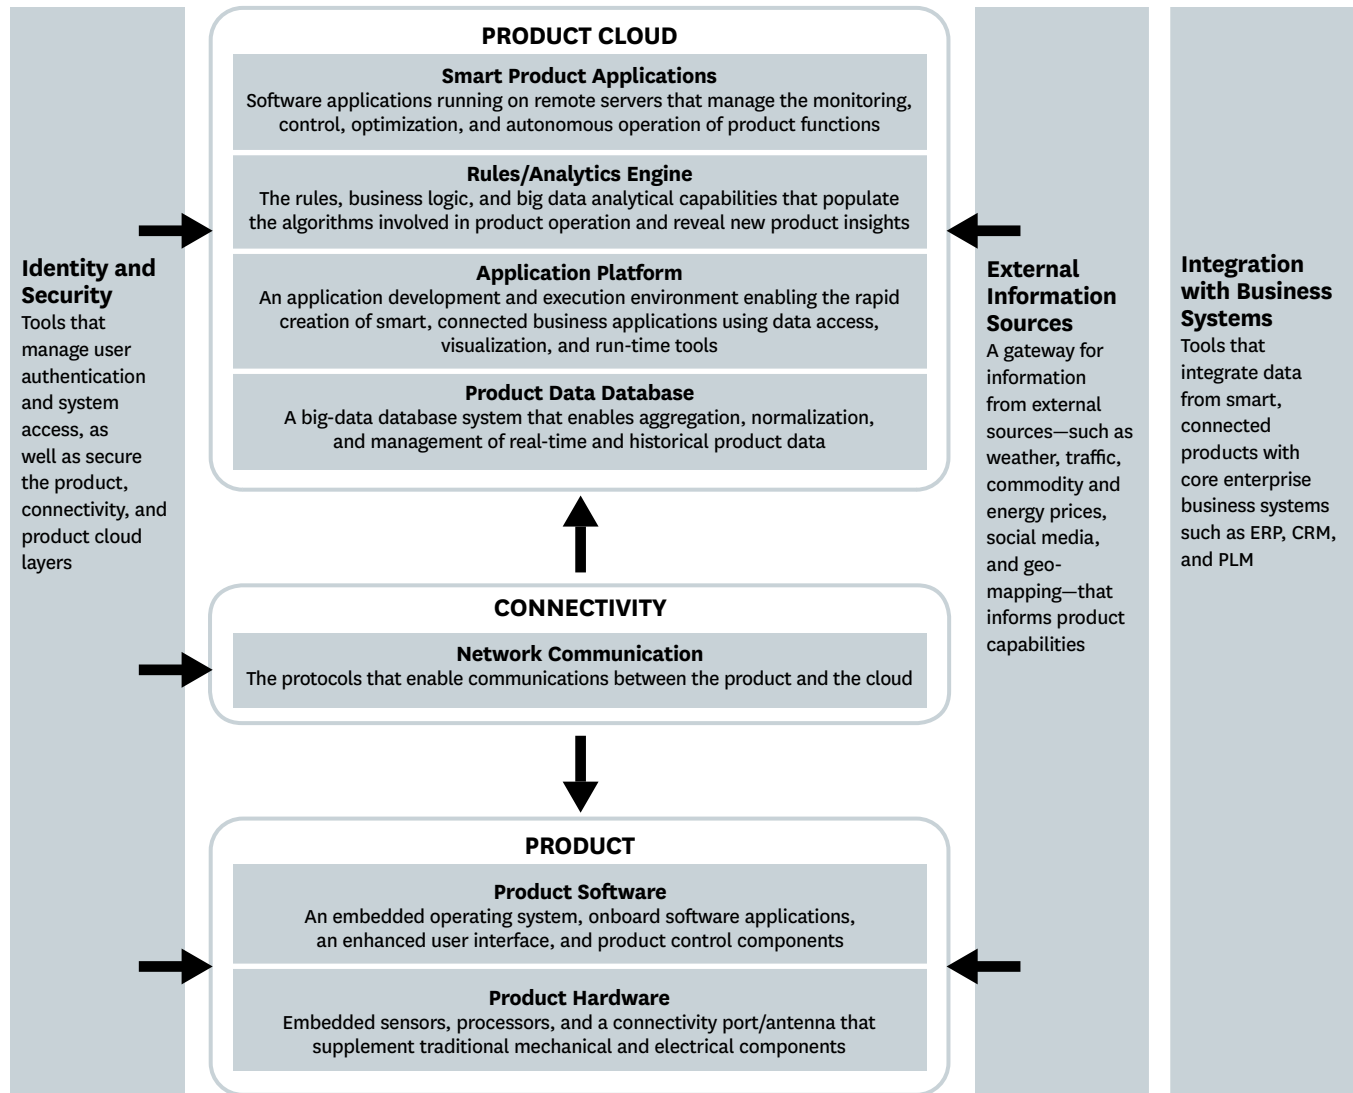 PRODUCT CLOUD
Smart Product Applications
Software applications running on remote servers that manage the monitoring,
control, optimization, and autonomous operation of product functions
Rules/Analytics Engine
The rules, business logic, and big data analytical capabilities that populate
the algorithms involved in product operation and reveal new product insights
Application Platform
An application development and execution environment enabling the rapid
creation of smart, connected business applications using data access,
visualization, and run-time tools
Product Data Database
A big-data database system that enables aggregation, normalization,
and management of real-time and historical product data
Identity and
Security
Tools that
manage user
authentication
and system
access, as
well as secure
the product,
connectivity, and
product cloud
layers
External
Information
Sources
A gateway for
information
from external
sources—such as
weather, traffic,
commodity and
energy prices,
social media,
and geo-
mapping—that
informs product
capabilities
Integration
with Business
Systems
Tools that
integrate data
from smart,
connected
products with
core enterprise
business systems
such as ERP, CRM,
and PLM
CONNECTIVITY
Network Communication
The protocols that enable communications between the product and the cloud
PRODUCT
Product Software
An embedded operating system, onboard software applications,
an enhanced user interface, and product control components
Product Hardware
Embedded sensors, processors, and a connectivity port/antenna that
supplement traditional mechanical and electrical components